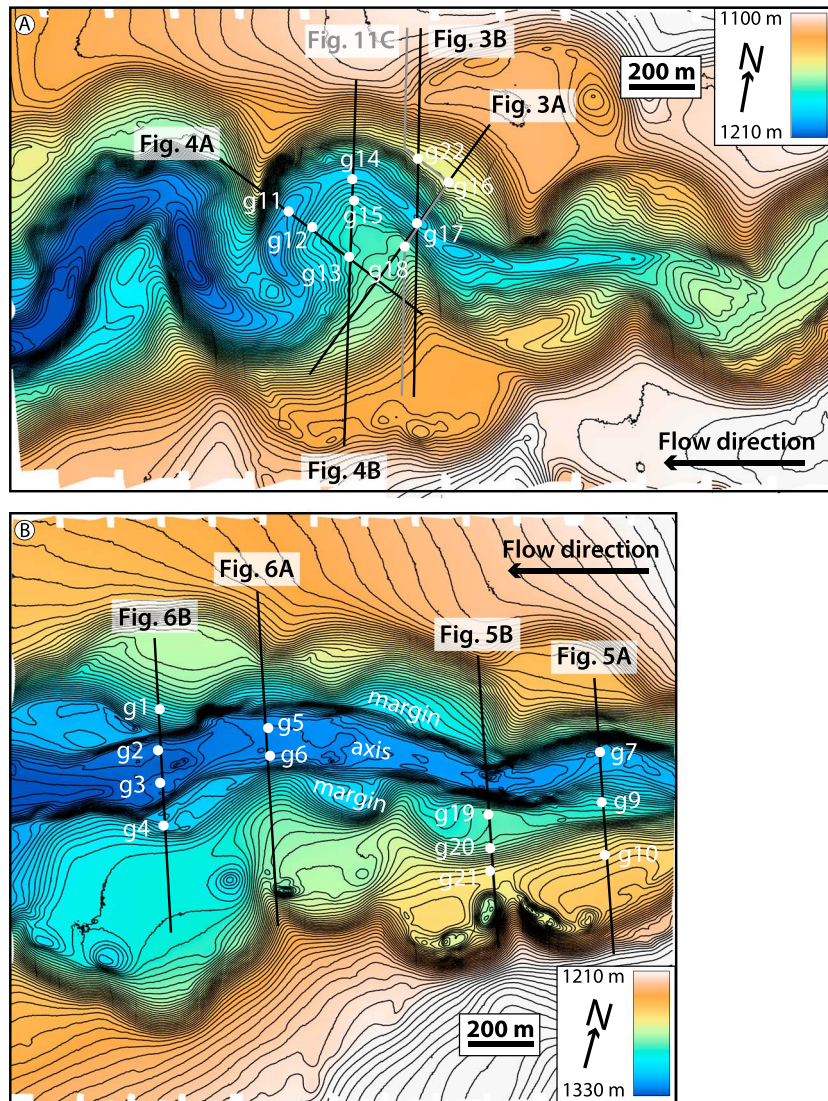 A
Fig. 11C
Fig. 3B
1100 m
200 m
N
1210 m
Fig. 3A
Fig. 4A
g22
g14
g16
g11
g15
g12
g17
g13
g18
Flow direction
Fig. 4B
B
Flow direction
Fig. 6A
Fig. 6B
Fig. 5B
Fig. 5A
margin
g1
g5
g2
axis
g7
g6
g3
margin
g9
g19
g4
g20
g10
g21
1210 m
N
200 m
1330 m